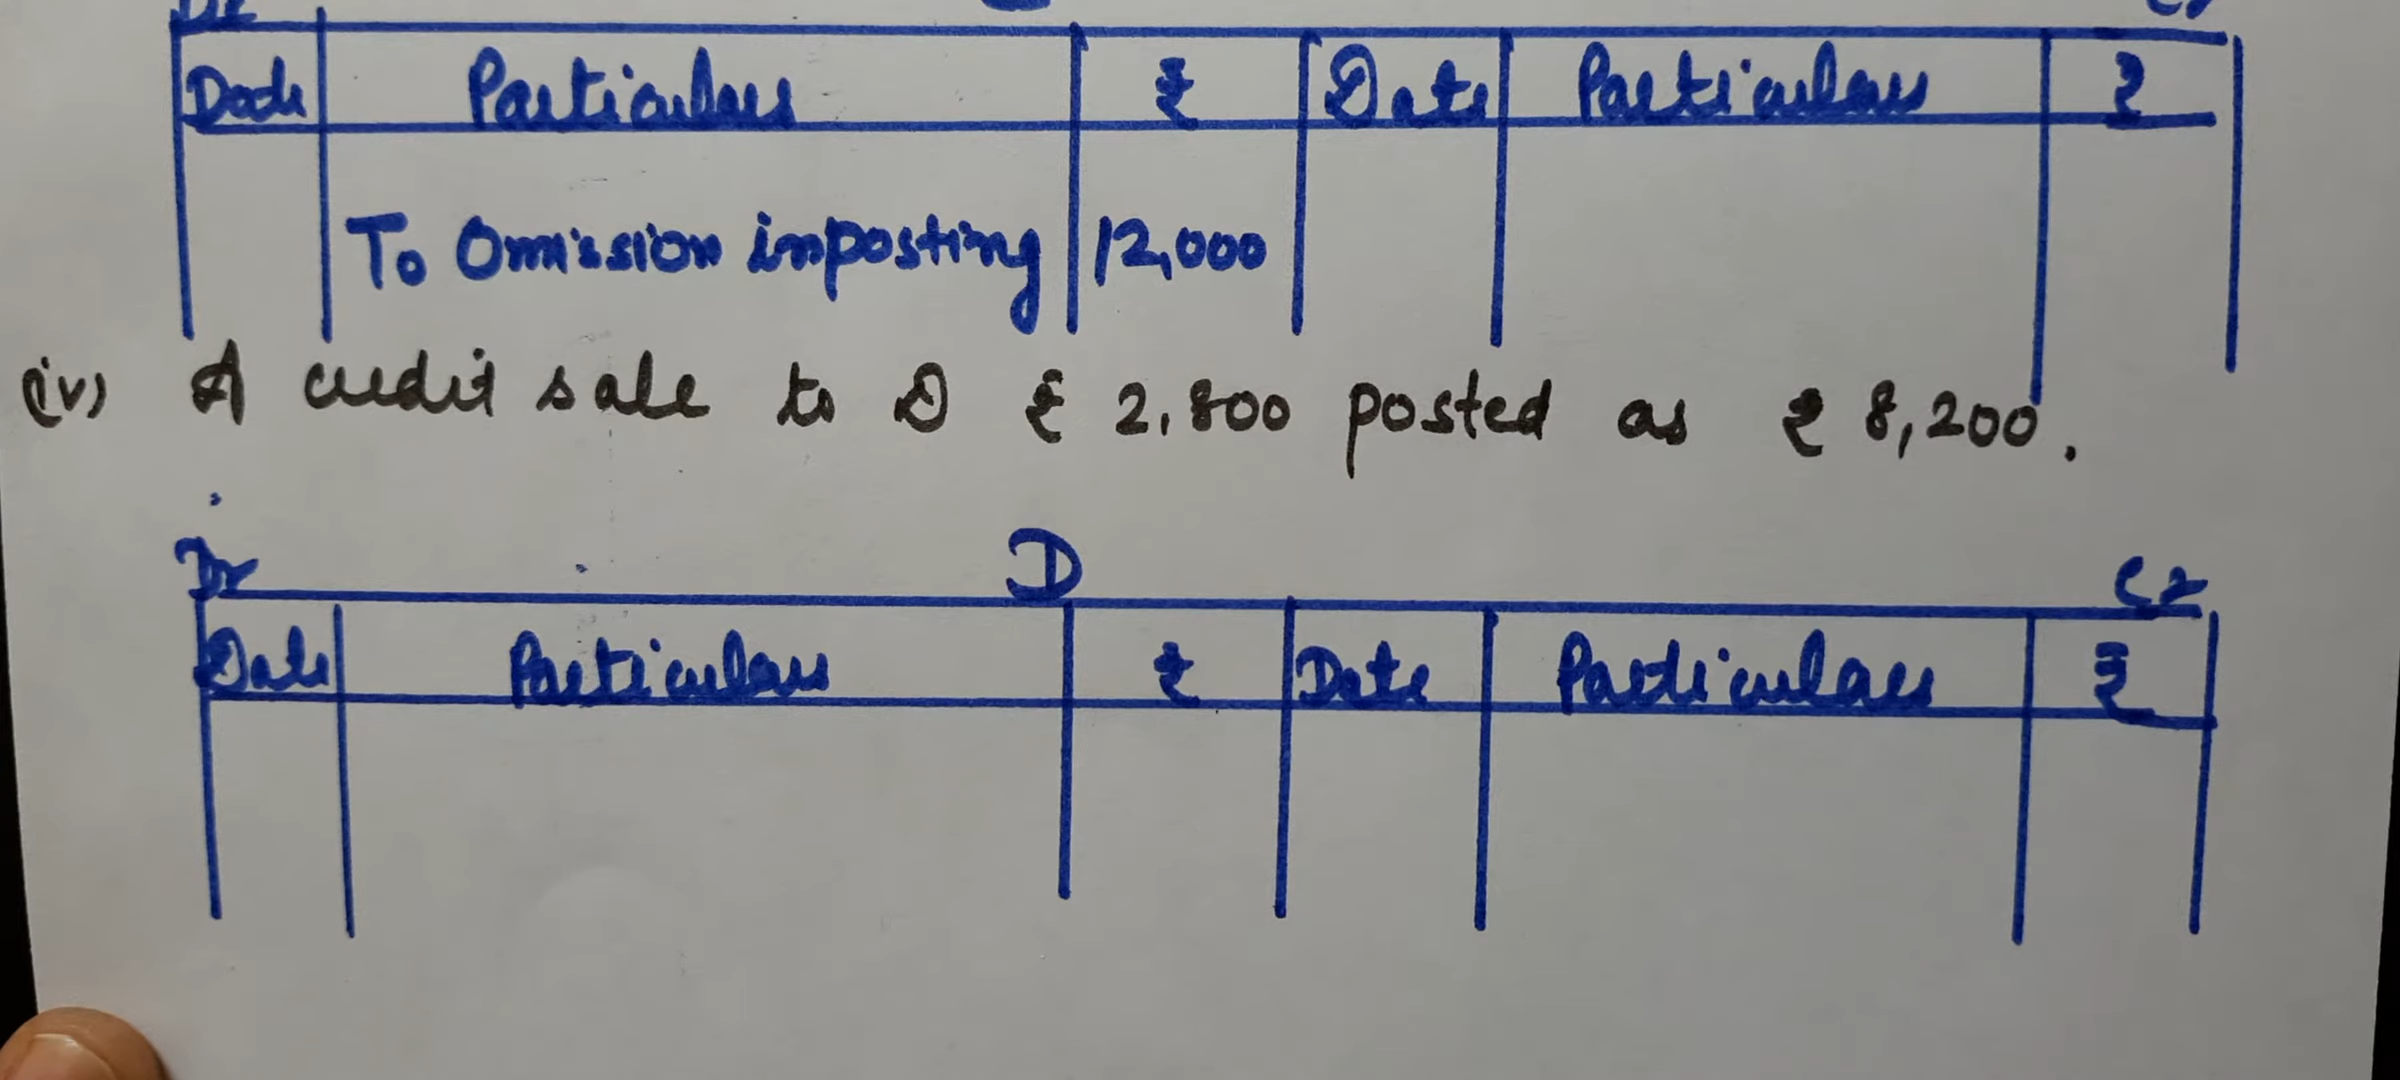 Dr Cr
Date Particulars ₹ Date Particulars ₹
To Omission in posting 12,000
(iv) A credit sale to D ₹ 2,800 posted as ₹ 8,200.
Dr D Cr
Date Particulars ₹ Date Particulars ₹